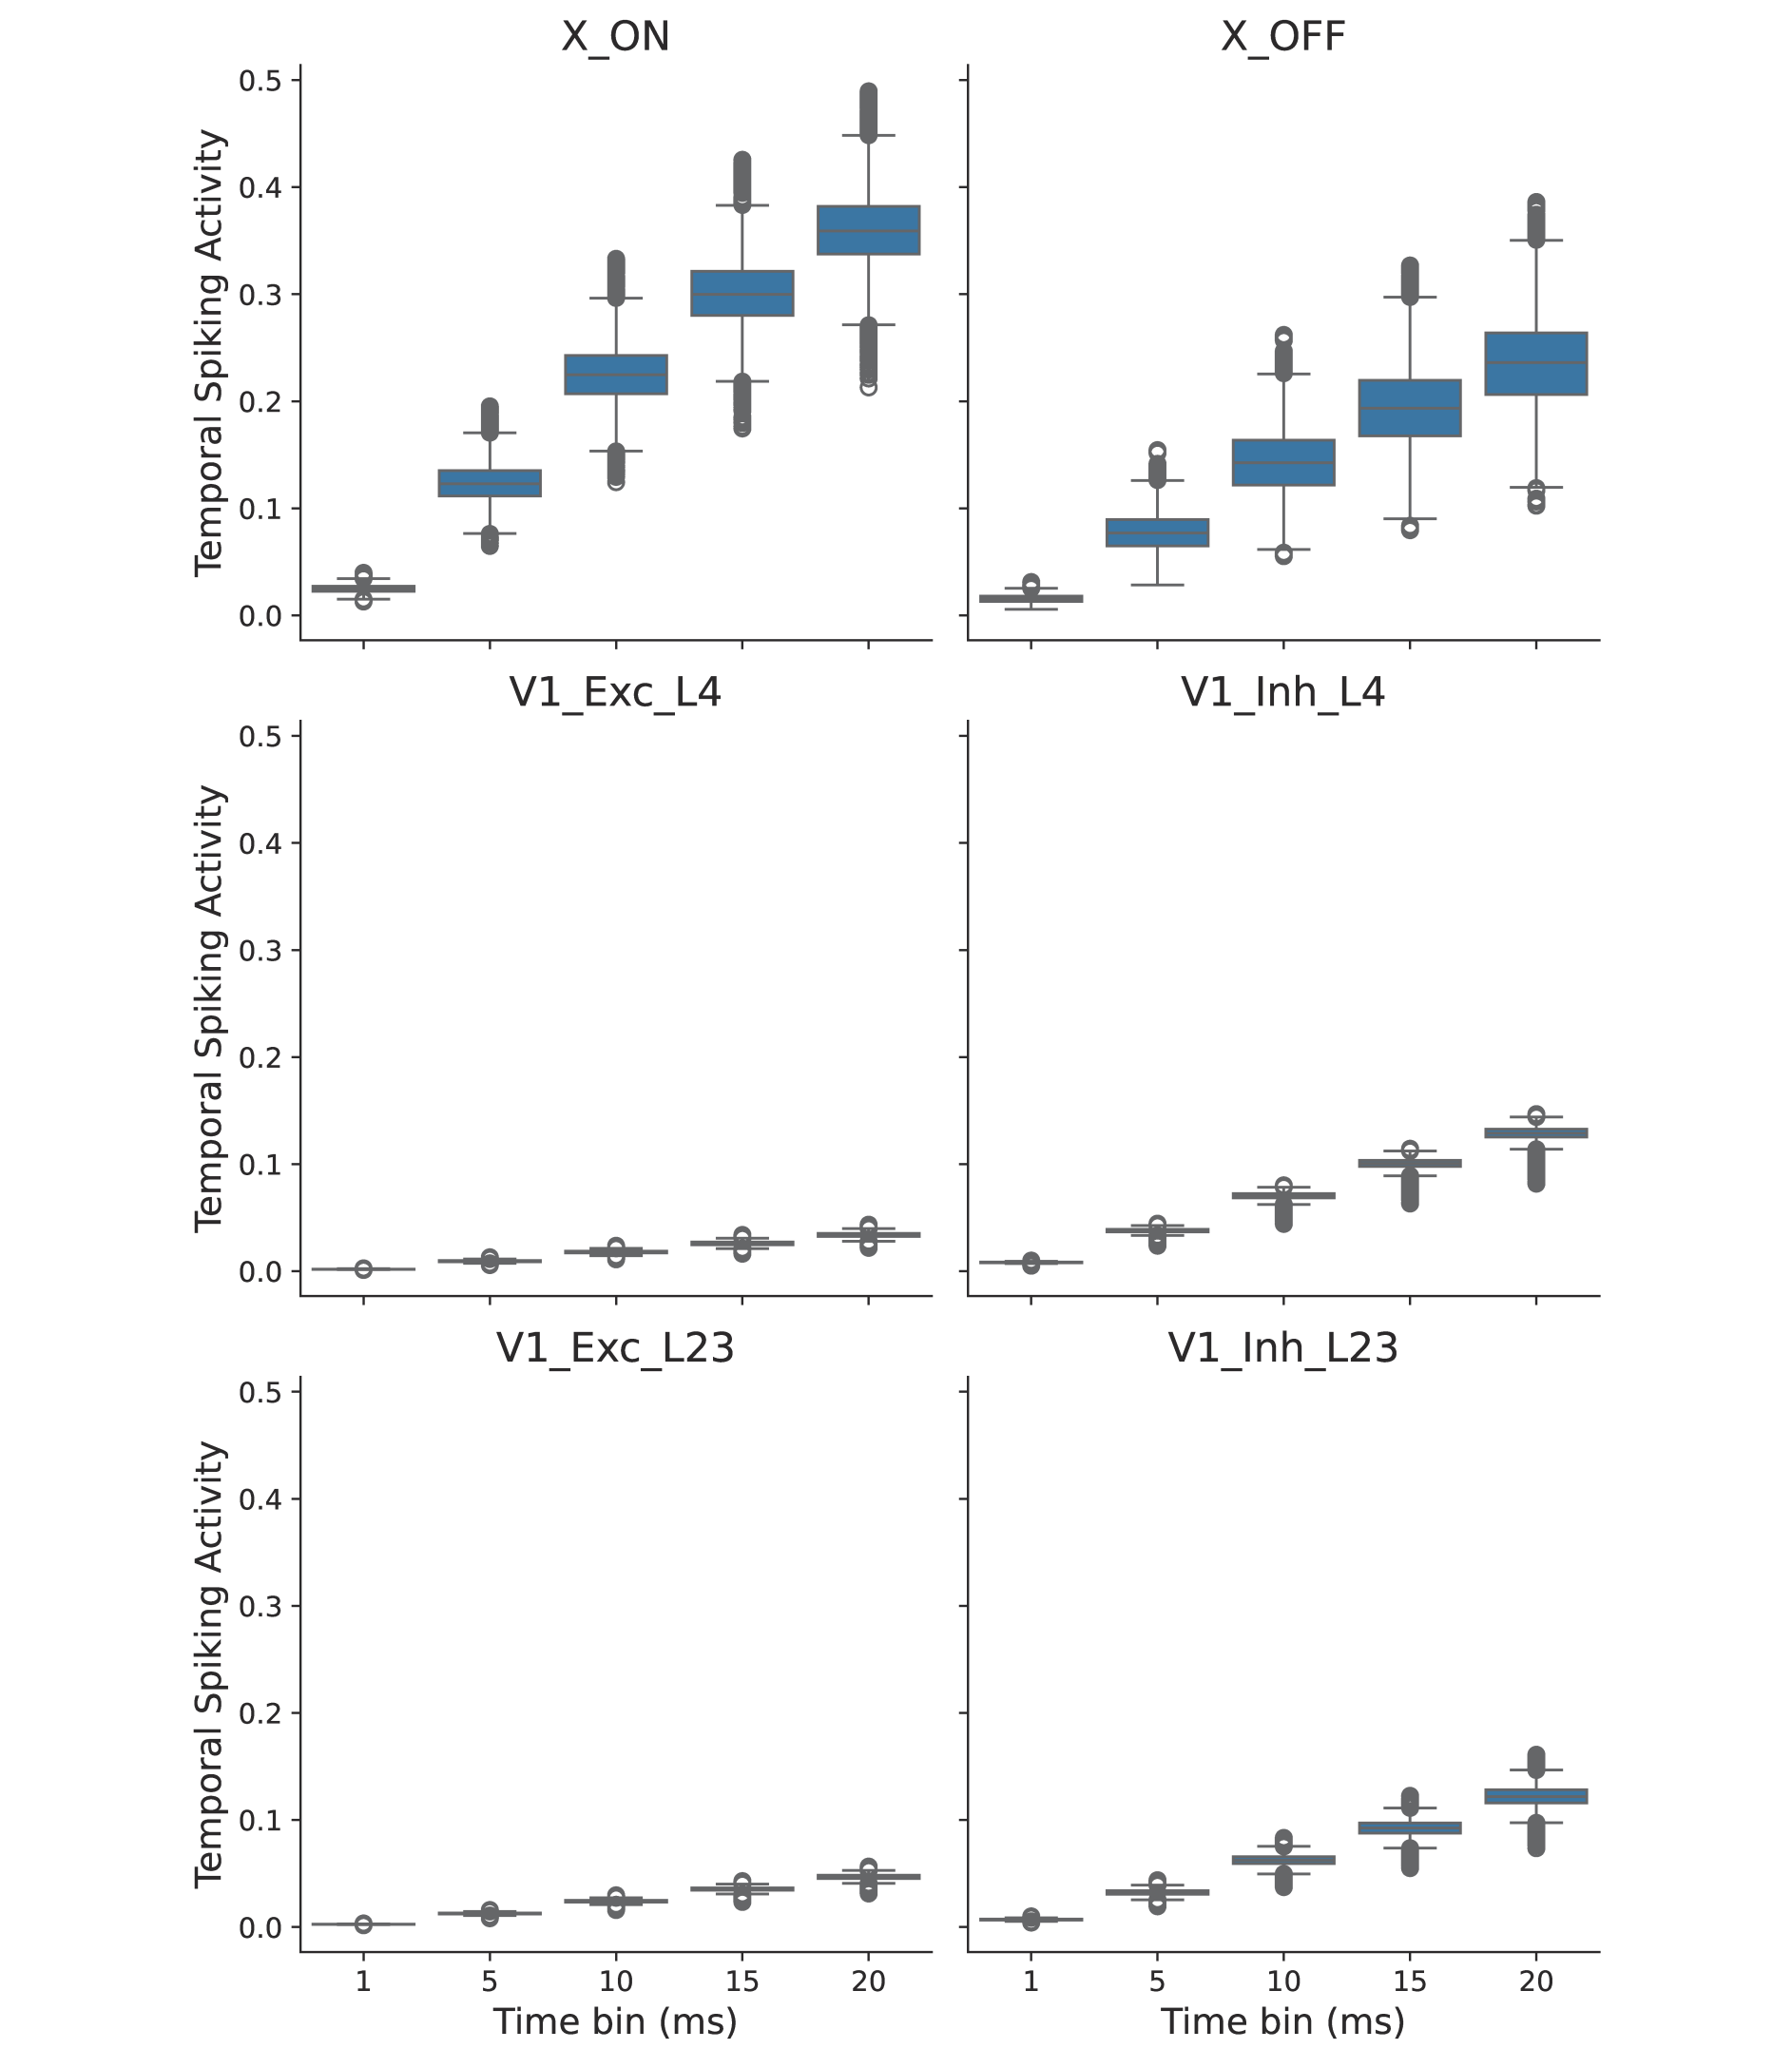 X_ON
X_OFF
Temporal Spiking Activity
0.5
0.4
0.3
0.2
0.1
0.0
V1_Exc_L4
V1_Inh_L4
Temporal Spiking Activity
0.5
0.4
0.3
0.2
0.1
0.0
V1_Exc_L23
V1_Inh_L23
Temporal Spiking Activity
0.5
0.4
0.3
0.2
0.1
0.0
1 5 10 15 20
1 5 10 15 20
Time bin (ms)
Time bin (ms)